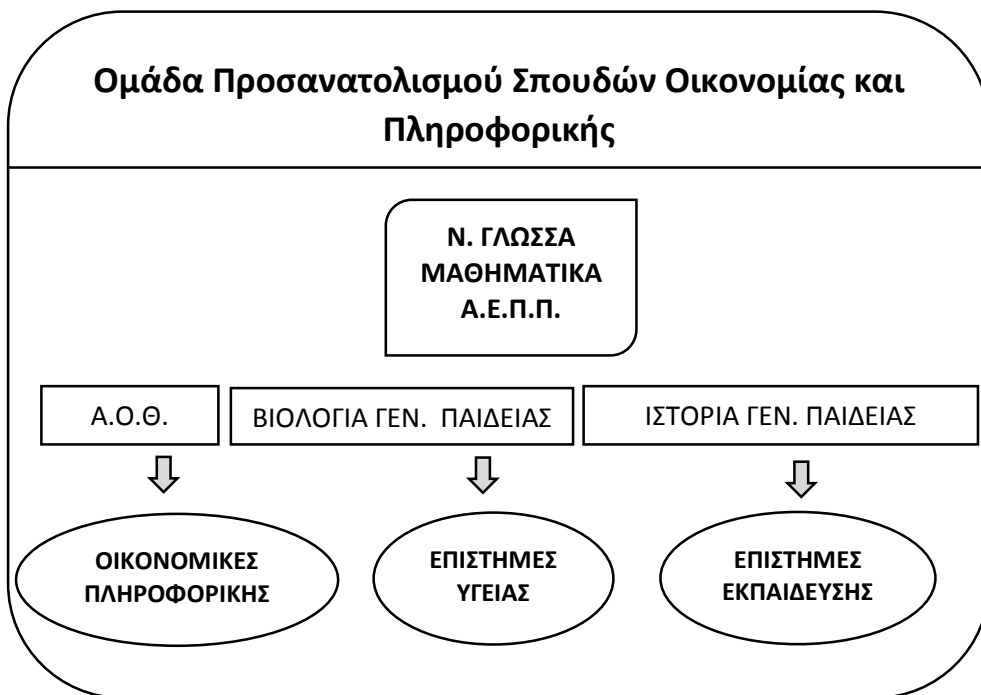 Ομάδα Προσανατολισμού Σπουδών Οικονομίας και
Πληροφορικής
Ν. ΓΛΩΣΣΑ
ΜΑΘΗΜΑΤΙΚΑ
Α.Ε.Π.Π.
Α.Ο.Θ.
ΒΙΟΛΟΓΙΑ ΓΕΝ. ΠΑΙΔΕΙΑΣ
ΙΣΤΟΡΙΑ ΓΕΝ. ΠΑΙΔΕΙΑΣ
ΟΙΚΟΝΟΜΙΚΕΣ
ΠΛΗΡΟΦΟΡΙΚΗΣ
ΕΠΙΣΤΗΜΕΣ
ΥΓΕΙΑΣ
ΕΠΙΣΤΗΜΕΣ
ΕΚΠΑΙΔΕΥΣΗΣ